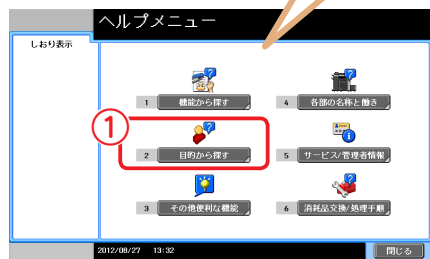 ヘルプメニュー
しおり表示
1 機能から探す
4 各部の名称と働き
①
2 目的から探す
5 サービス/管理者情報
3 その他便利な機能
6 消耗品交換/処理手順
2012/08/27 13:32
閉じる